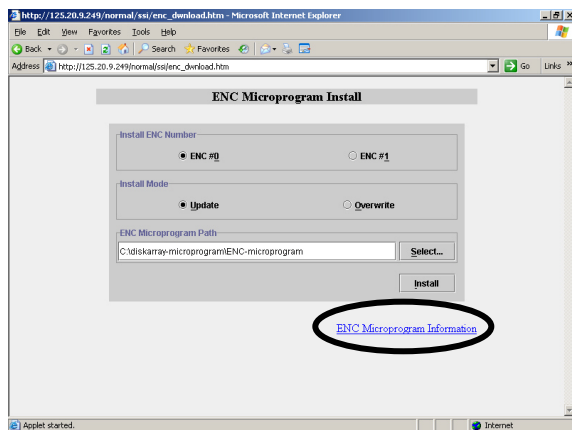 http://125.20.9.249/normal/ssi/enc_dwnload.htm - Microsoft Internet Explorer
File Edit View Favorites Tools Help
Back Search Favorites
Address http://125.20.9.249/normal/ssi/enc_dwnload.htm Go Links »
ENC Microprogram Install
Install ENC Number
ENC #0 ENC #1
Install Mode
Update Overwrite
ENC Microprogram Path
C:\diskarray-microprogram\ENC-microprogram Select...
Install
ENC Microprogram Information
Applet started. Internet